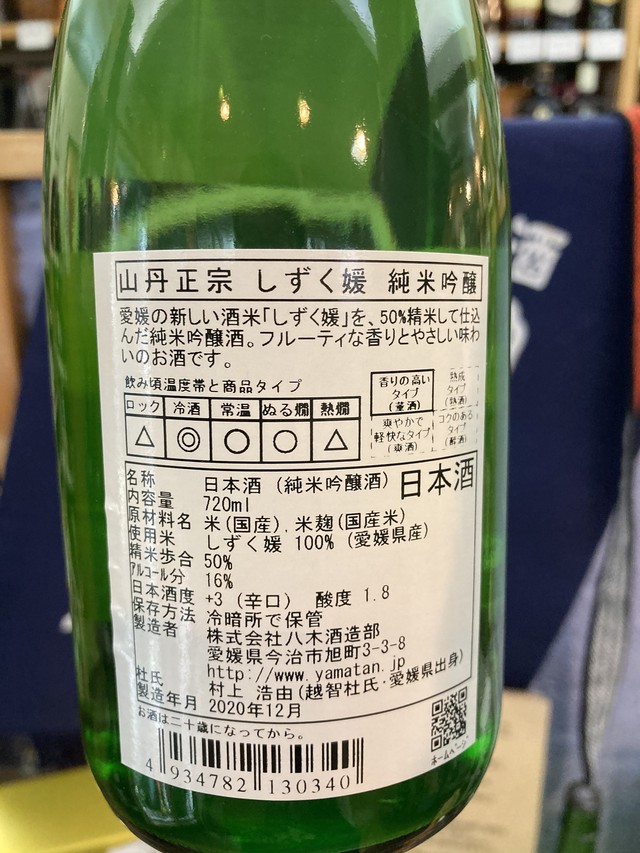 山丹正宗 しずく媛 純米吟醸
愛媛の新しい酒米「しずく媛」を、50%精米して仕込
んだ純米吟醸酒。フルーティな香りとやさしい味わ
いのお酒です。
飲み頃温度帯と商品タイプ
ロック 冷酒 常温 ぬる燗 熱燗
△ ◎ ○ ○ △
香りの高い
タイプ
(薫酒)
熟成
タイプ
(熟酒)
爽やかで
軽快なタイプ
(爽酒)
コクのある
タイプ
(醇酒)
日本酒
名称 日本酒 (純米吟醸酒)
内容量 720ml
原材料名 米(国産)、米麹(国産米)
使用米 しずく媛 100% (愛媛県産)
精米歩合 50%
アルコール分 16%
日本酒度 +3 (辛口) 酸度 1.8
保存方法 冷暗所で保管
製造者 株式会社八木酒造部
愛媛県今治市旭町3-3-8
http://www.yamatan.jp
杜氏 村上 浩由(越智杜氏・愛媛県出身)
製造年月 2020年12月
お酒は二十歳になってから。
4 934782 130340
ホームページ